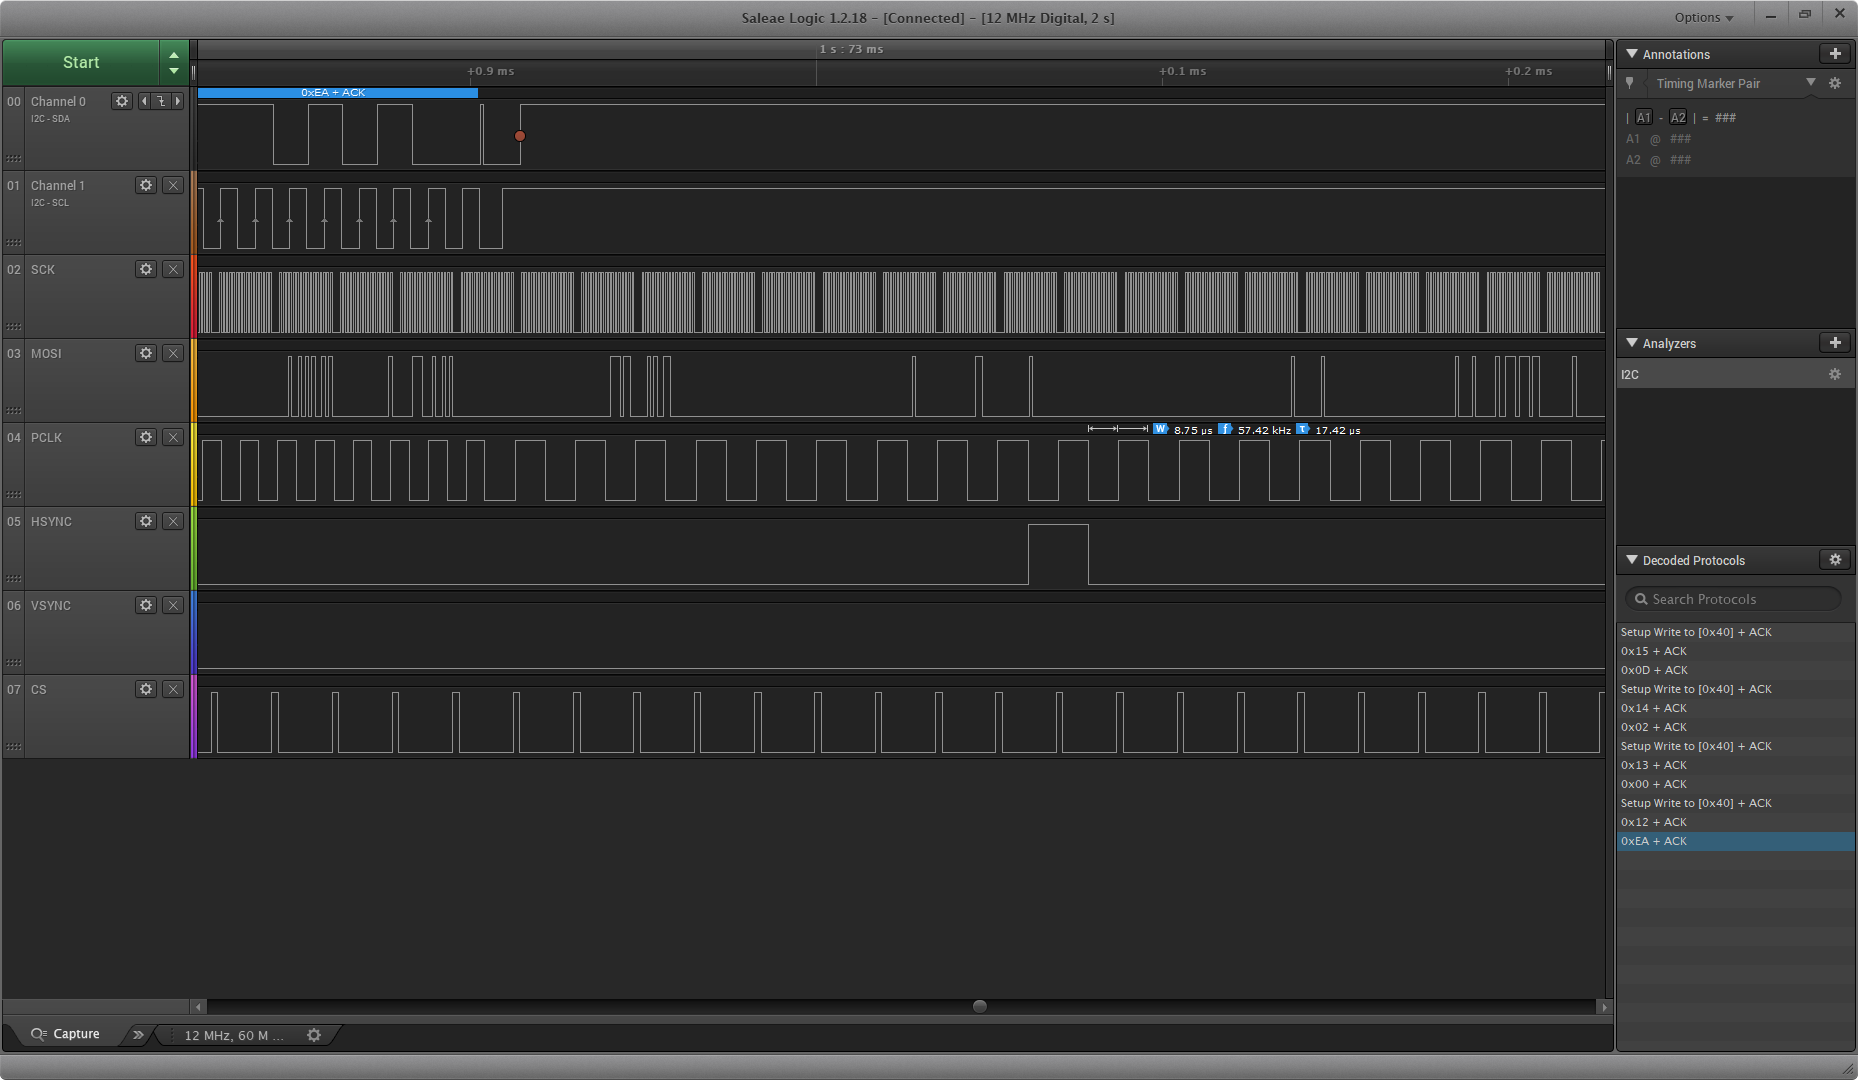 Saleae Logic 1.2.18 - [Connected] - [12 MHz Digital, 2 s]
Options
Start
1 s : 73 ms
+0.9 ms
+0.1 ms
+0.2 ms
00 Channel 0
I2C - SDA
0xEA + ACK
01 Channel 1
I2C - SCL
02 SCK
03 MOSI
04 PCLK
W 8.75 µs f 57.42 kHz T 17.42 µs
05 HSYNC
06 VSYNC
07 CS
Annotations
Timing Marker Pair
| A1 - A2 | = ###
A1 @ ###
A2 @ ###
Analyzers
I2C
Decoded Protocols
Search Protocols
Setup Write to [0x40] + ACK
0x15 + ACK
0x0D + ACK
Setup Write to [0x40] + ACK
0x14 + ACK
0x02 + ACK
Setup Write to [0x40] + ACK
0x13 + ACK
0x00 + ACK
Setup Write to [0x40] + ACK
0x12 + ACK
0xEA + ACK
Capture
12 MHz, 60 M ...